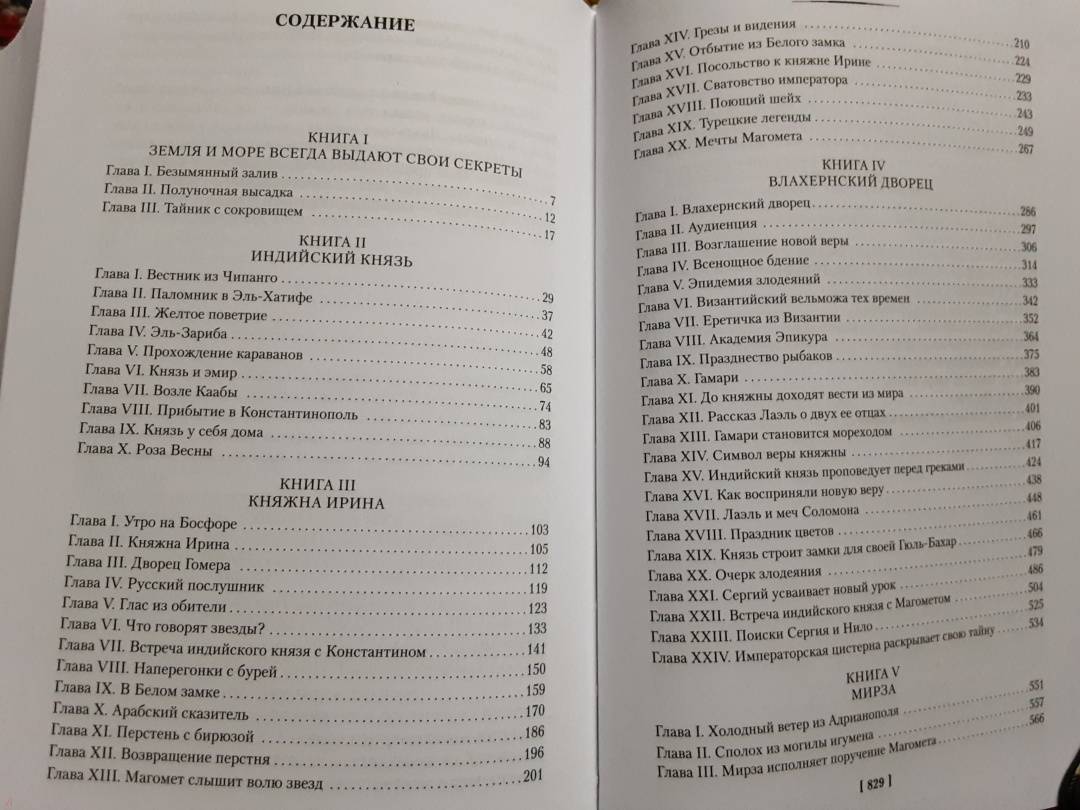 СОДЕРЖАНИЕ
КНИГА I
ЗЕМЛЯ И МОРЕ ВСЕГДА ВЫДАЮТ СВОИ СЕКРЕТЫ
Глава I. Безымянный залив 7
Глава II. Полуночная высадка 12
Глава III. Тайник с сокровищем 17
КНИГА II
ИНДИЙСКИЙ КНЯЗЬ
Глава I. Вестник из Чипанго 29
Глава II. Паломник в Эль-Хатифе 37
Глава III. Желтое поветрие 42
Глава IV. Эль-Зариба 48
Глава V. Прохождение караванов 58
Глава VI. Князь и эмир 65
Глава VII. Возле Каабы 74
Глава VIII. Прибытие в Константинополь 83
Глава IX. Князь у себя дома 88
Глава X. Роза Весны 94
КНИГА III
КНЯЖНА ИРИНА
Глава I. Утро на Босфоре 103
Глава II. Княжна Ирина 105
Глава III. Дворец Гомера 112
Глава IV. Русский послушник 119
Глава V. Глас из обители 123
Глава VI. Что говорят звезды? 133
Глава VII. Встреча индийского князя с Константином 141
Глава VIII. Наперегонки с бурей 150
Глава IX. В Белом замке 159
Глава X. Арабский сказитель 170
Глава XI. Перстень с бирюзой 186
Глава XII. Возвращение перстня 196
Глава XIII. Магомет слышит волю звезд 201
Глава XIV. Грезы и видения 210
Глава XV. Отбытие из Белого замка 224
Глава XVI. Посольство к княжне Ирине 229
Глава XVII. Сватовство императора 233
Глава XVIII. Поющий шейх 243
Глава XIX. Турецкие легенды 249
Глава XX. Мечты Магомета 267
КНИГА IV
ВЛАХЕРНСКИЙ ДВОРЕЦ
Глава I. Влахернский дворец 286
Глава II. Аудиенция 297
Глава III. Возглашение новой веры 306
Глава IV. Всенощное бдение 314
Глава V. Эпидемия злодеяний 333
Глава VI. Византийский вельможа тех времен 342
Глава VII. Еретичка из Византии 352
Глава VIII. Академия Эпикура 364
Глава IX. Празднество рыбаков 375
Глава X. Гамари 383
Глава XI. До княжны доходят вести из мира 390
Глава XII. Рассказ Лаэль о двух ее отцах 401
Глава XIII. Гамари становится мореходом 406
Глава XIV. Символ веры княжны 417
Глава XV. Индийский князь проповедует перед греками 424
Глава XVI. Как восприняли новую веру 438
Глава XVII. Лаэль и меч Соломона 448
Глава XVIII. Праздник цветов 461
Глава XIX. Князь строит замки для своей Гюль-Бахар 466
Глава XX. Очерк злодеяния 479
Глава XXI. Сергий усваивает новый урок 486
Глава XXII. Встреча индийского князя с Магометом 504
Глава XXIII. Поиски Сергия и Нило 525
Глава XXIV. Императорская цистерна раскрывает свою тайну 534
КНИГА V
МИРЗА
Глава I. Холодный ветер из Адрианополя 551
Глава II. Сполох из могилы игумена 557
Глава III. Мирза исполняет поручение Магомета 566
[ 829 ]